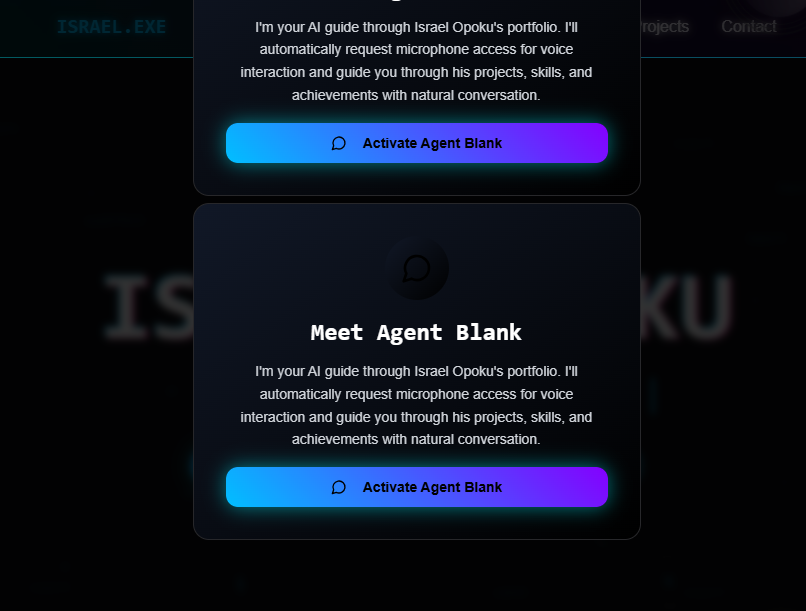 ISRAEL.EXE
Projects
Contact
I'm your AI guide through Israel Opoku's portfolio. I'll
automatically request microphone access for voice
interaction and guide you through his projects, skills, and
achievements with natural conversation.
Activate Agent Blank
IS
KU
Meet Agent Blank
I'm your AI guide through Israel Opoku's portfolio. I'll
automatically request microphone access for voice
interaction and guide you through his projects, skills, and
achievements with natural conversation.
Activate Agent Blank